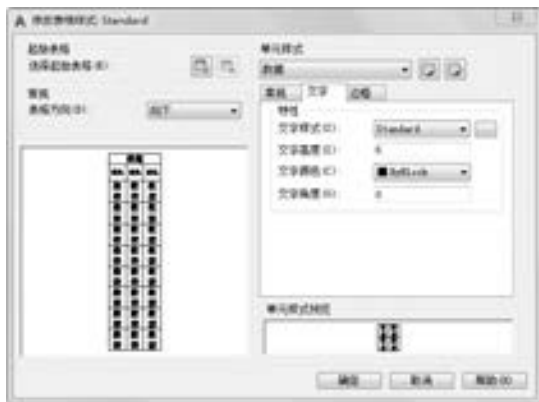 修改表格样式: Standard
起始表格
选择起始表格(E):
常规
表格方向(D): 向下
单元样式
数据
常规 文字 边框
特性
文字样式(S): Standard
文字高度(I): 6
文字颜色(C): ByBlock
文字角度(G): 0
单元样式预览
确定 取消 帮助(H)